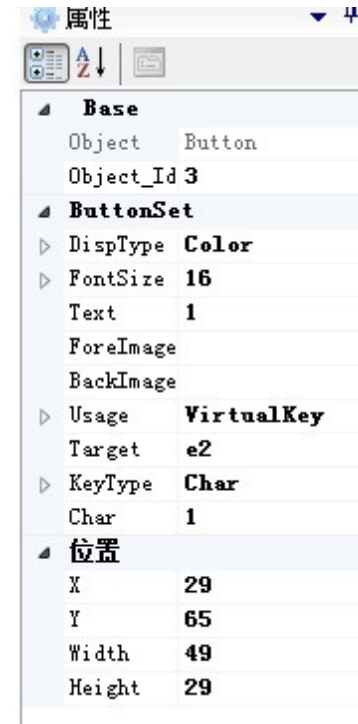 属性
Base
Object Button
Object_Id 3
ButtonSet
DispType Color
FontSize 16
Text 1
ForeImage
BackImage
Usage VirtualKey
Target e2
KeyType Char
Char 1
位置
X 29
Y 65
Width 49
Height 29